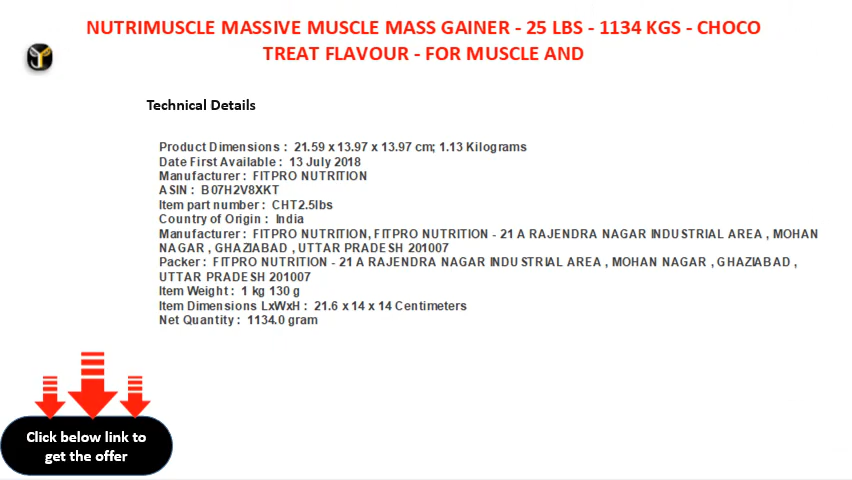 NUTRIMUSCLE MASSIVE MUSCLE MASS GAINER - 25 LBS - 1134 KGS - CHOCO
TREAT FLAVOUR - FOR MUSCLE AND
Technical Details
Product Dimensions : 21.59 x 13.97 x 13.97 cm; 1.13 Kilograms
Date First Available : 13 July 2018
Manufacturer : FITPRO NUTRITION
ASIN : B07H2V8XKT
Item part number : CHT2.5lbs
Country of Origin : India
Manufacturer : FITPRO NUTRITION, FITPRO NUTRITION - 21 A RAJENDRA NAGAR INDUSTRIAL AREA , MOHAN
NAGAR , GHAZIABAD , UTTAR PRADESH 201007
Packer : FITPRO NUTRITION - 21 A RAJENDRA NAGAR INDUSTRIAL AREA , MOHAN NAGAR , GHAZIABAD ,
UTTAR PRADESH 201007
Item Weight : 1 kg 130 g
Item Dimensions LxWxH : 21.6 x 14 x 14 Centimeters
Net Quantity : 1134.0 gram
Click below link to
get the offer